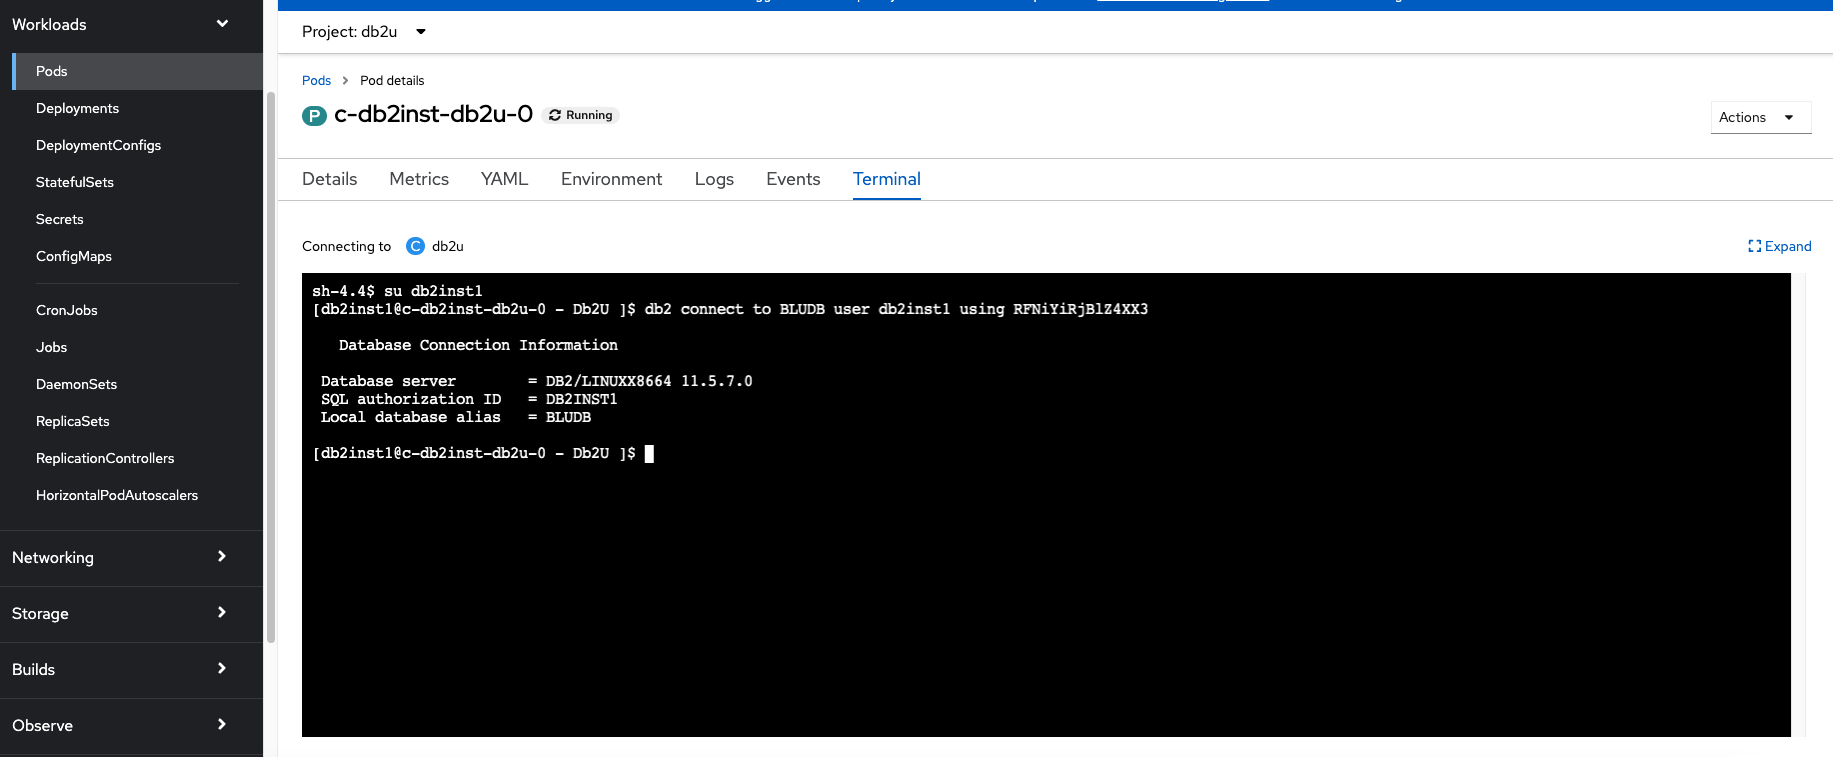 Workloads
Pods
Deployments
DeploymentConfigs
StatefulSets
Secrets
ConfigMaps
CronJobs
Jobs
DaemonSets
ReplicaSets
ReplicationControllers
HorizontalPodAutoscalers
Networking
Storage
Builds
Observe
Project: db2u
Pods > Pod details
P c-db2inst-db2u-0 Running
Actions
Details Metrics YAML Environment Logs Events Terminal
Connecting to C db2u
Expand
sh-4.4$ su db2inst1
[db2inst1@c-db2inst-db2u-0 - Db2U ]$ db2 connect to BLUDB user db2inst1 using RFNiYiRjBlZ4XX3
Database Connection Information
Database server = DB2/LINUXX8664 11.5.7.0
SQL authorization ID = DB2INST1
Local database alias = BLUDB
[db2inst1@c-db2inst-db2u-0 - Db2U ]$